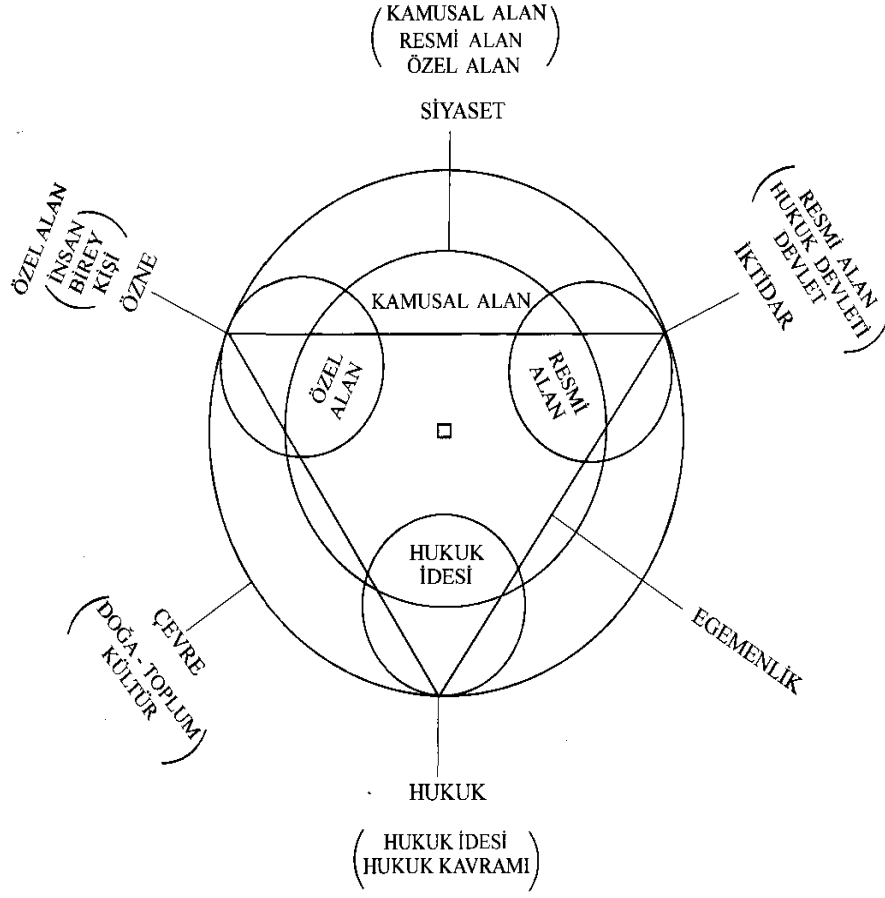 (KAMUSAL ALAN
RESMİ ALAN
ÖZEL ALAN)
SİYASET
ÖZEL ALAN
(İNSAN
BİREY
KİŞİ)
ÖZNE
(RESMİ ALAN
HUKUK DEVLETİ
DEVLET)
İKTİDAR
KAMUSAL ALAN
ÖZEL
ALAN
RESMİ
ALAN
HUKUK
İDESİ
ÇEVRE
(DOĞA - TOPLUM
KÜLTÜR)
EGEMENLİK
HUKUK
(HUKUK İDESİ
HUKUK KAVRAMI)